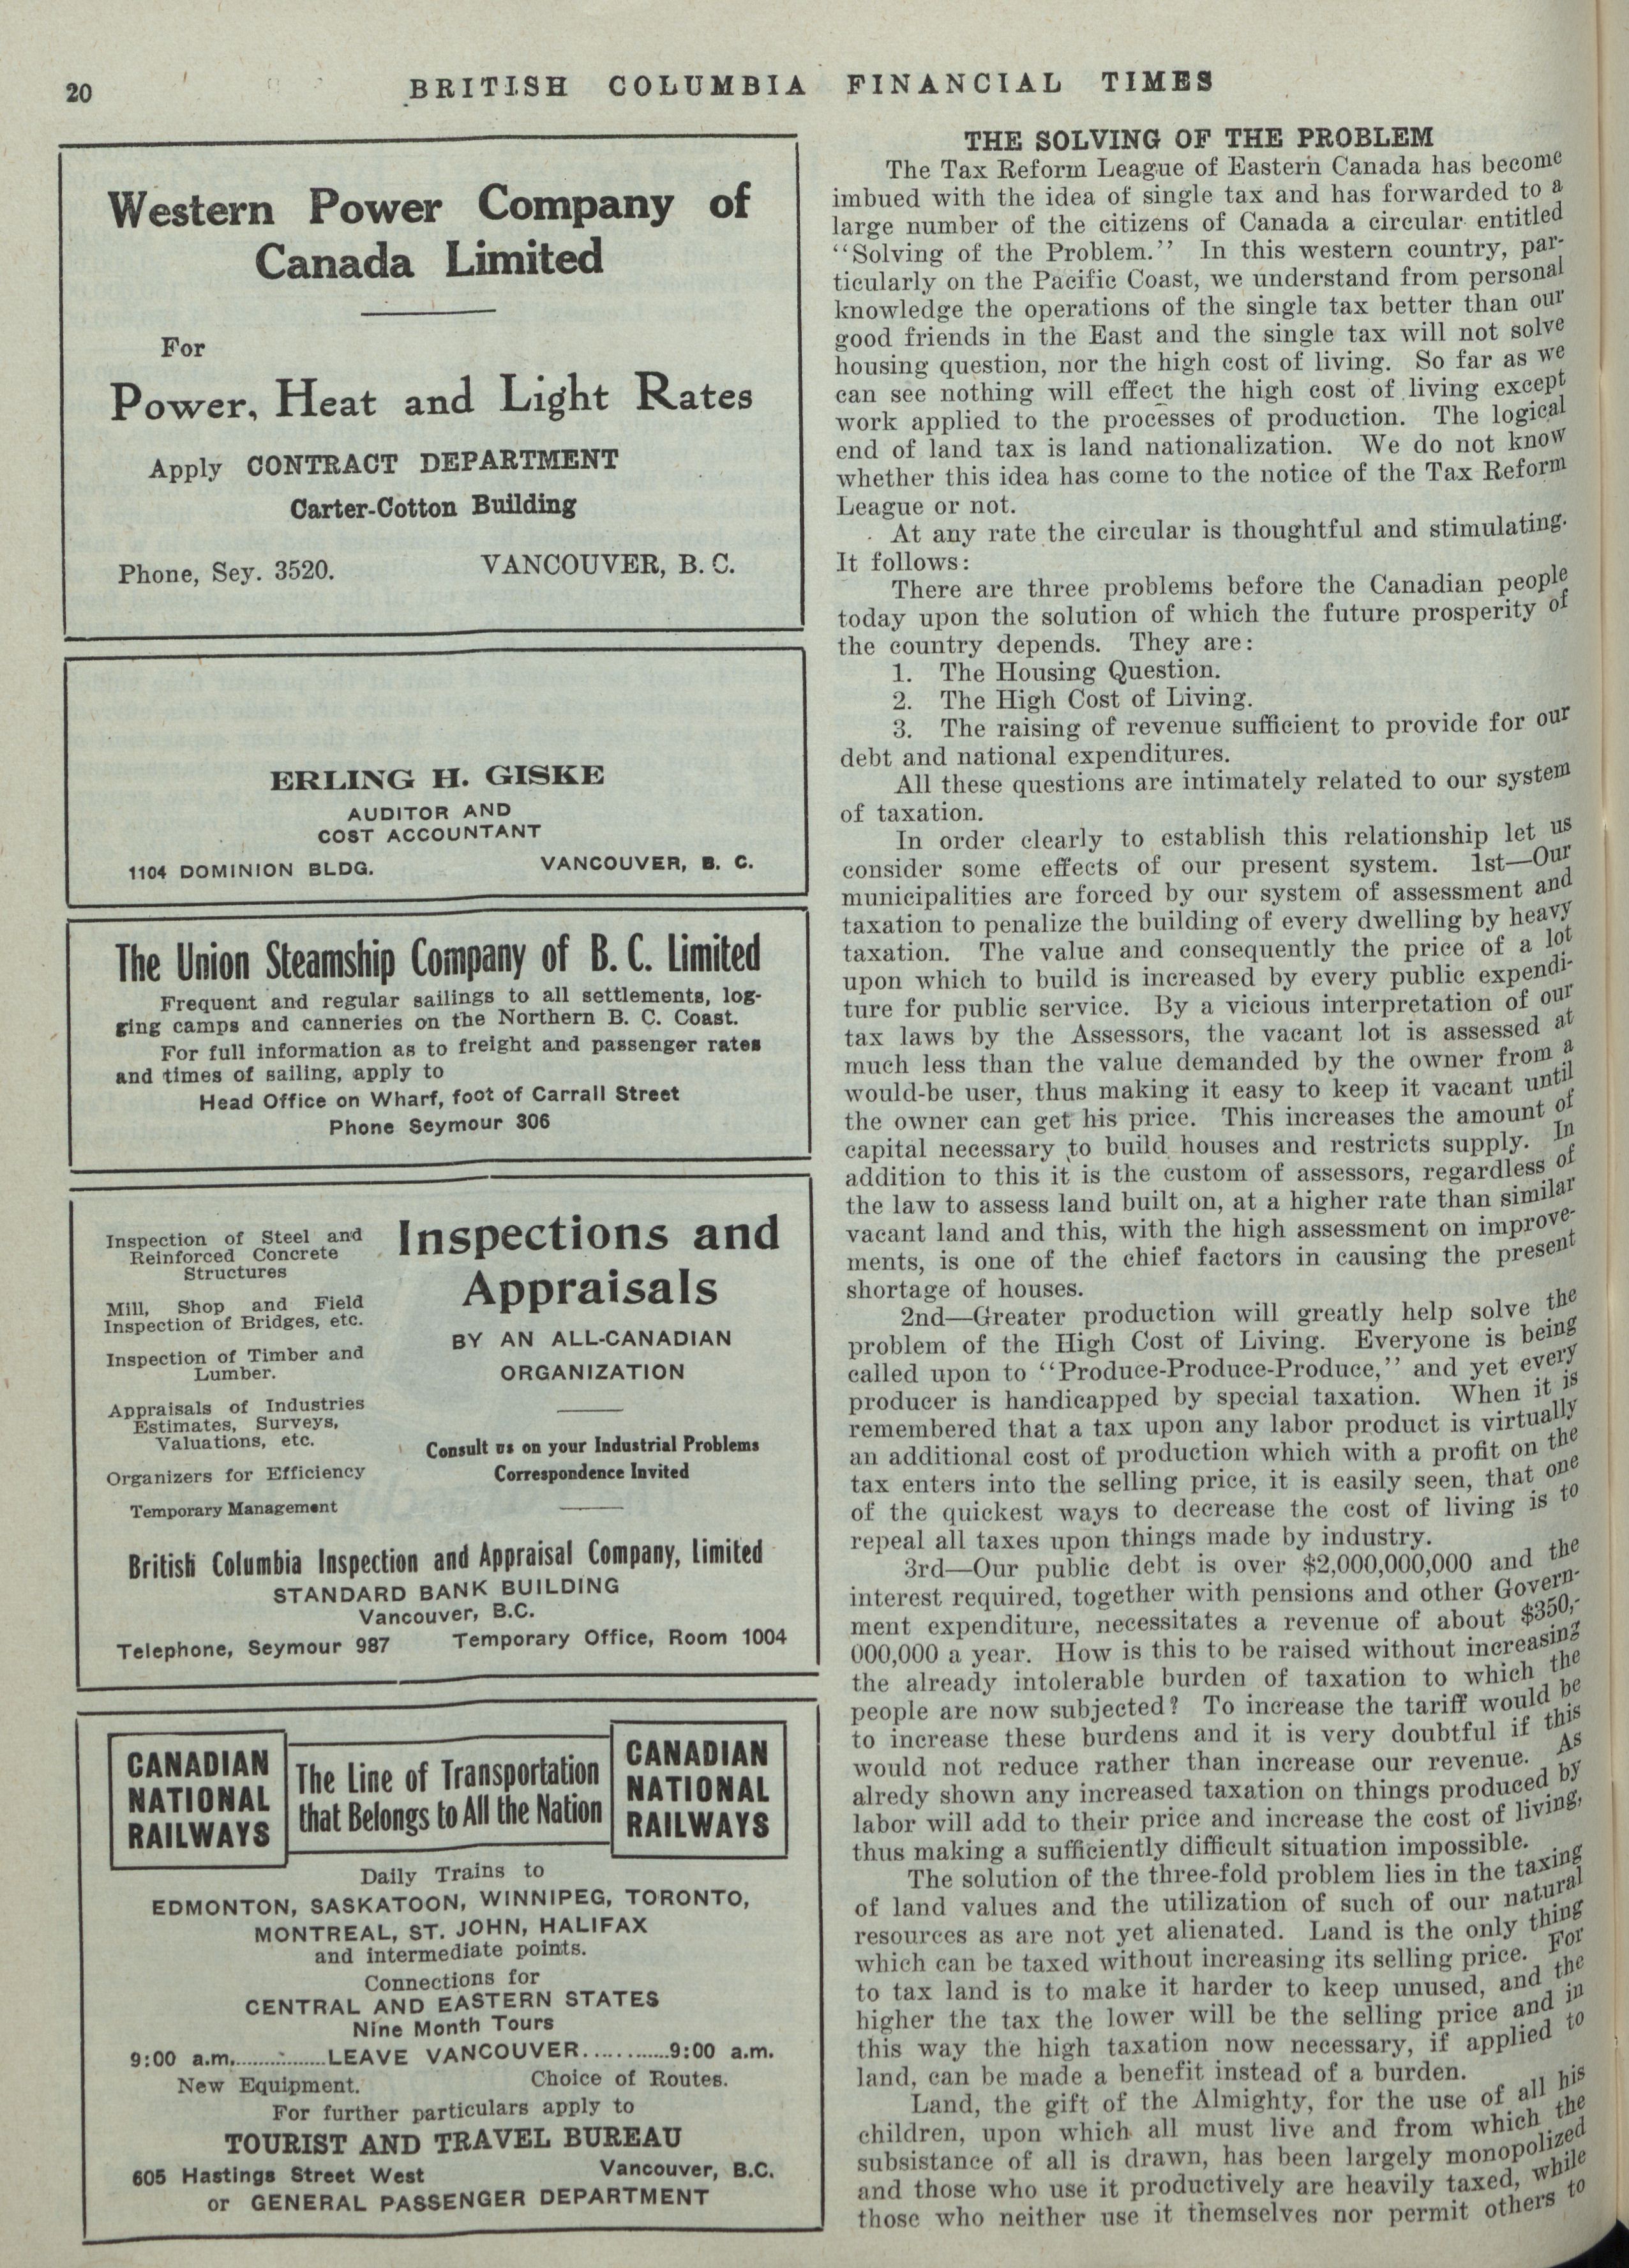 20
BRITISH COLUMBIA FINANCIAL TIMES
Western Power Company of
Canada Limited
For
Power, Heat and Light Rates
Apply CONTRACT DEPARTMENT
Carter-Cotton Building
Phone, Sey. 3520.
VANCOUVER, B. C.
ERLING H. GISKE
AUDITOR AND
COST ACCOUNTANT
1104 DOMINION BLDG.
VANCOUVER, B. C.
The Union Steamship Company of B. C. Limited
Frequent and regular sailings to all settlements, log-
ging camps and canneries on the Northern B. C. Coast.
For full information as to freight and passenger rates
and times of sailing, apply to
Head Office on Wharf, foot of Carrall Street
Phone Seymour 306
Inspection of Steel and
Reinforced Concrete
Structures
Mill, Shop and Field
Inspection of Bridges, etc.
Inspection of Timber and
Lumber.
Appraisals of Industries
Estimates, Surveys,
Valuations, etc.
Organizers for Efficiency
Temporary Management
Inspections and
Appraisals
BY AN ALL-CANADIAN
ORGANIZATION
Consult us on your Industrial Problems
Correspondence Invited
British Columbia Inspection and Appraisal Company, Limited
STANDARD BANK BUILDING
Vancouver, B.C.
Telephone, Seymour 987
Temporary Office, Room 1004
CANADIAN
NATIONAL
RAILWAYS
The Line of Transportation
that Belongs to All the Nation
CANADIAN
NATIONAL
RAILWAYS
Daily Trains to
EDMONTON, SASKATOON, WINNIPEG, TORONTO,
MONTREAL, ST. JOHN, HALIFAX
and intermediate points.
Connections for
CENTRAL AND EASTERN STATES
Nine Month Tours
9:00 a.m.................LEAVE VANCOUVER............9:00 a.m.
New Equipment.
Choice of Routes.
For further particulars apply to
TOURIST AND TRAVEL BUREAU
605 Hastings Street West
Vancouver, B.C.
or GENERAL PASSENGER DEPARTMENT
THE SOLVING OF THE PROBLEM
The Tax Reform League of Eastern Canada has become
imbued with the idea of single tax and has forwarded to a
large number of the citizens of Canada a circular entitled
"Solving of the Problem." In this western country, par-
ticularly on the Pacific Coast, we understand from personal
knowledge the operations of the single tax better than our
good friends in the East and the single tax will not solve
housing question, nor the high cost of living. So far as we
can see nothing will effect the high cost of living except
work applied to the processes of production. The logical
end of land tax is land nationalization. We do not know
whether this idea has come to the notice of the Tax Reform
League or not.
At any rate the circular is thoughtful and stimulating.
It follows:
There are three problems before the Canadian people
today upon the solution of which the future prosperity of
the country depends. They are:
1. The Housing Question.
2. The High Cost of Living.
3. The raising of revenue sufficient to provide for our
debt and national expenditures.
All these questions are intimately related to our system
of taxation.
In order clearly to establish this relationship let us
consider some effects of our present system. 1st—Our
municipalities are forced by our system of assessment and
taxation to penalize the building of every dwelling by heavy
taxation. The value and consequently the price of a lot
upon which to build is increased by every public expendi-
ture for public service. By a vicious interpretation of our
tax laws by the Assessors, the vacant lot is assessed at
much less than the value demanded by the owner from a
would-be user, thus making it easy to keep it vacant until
the owner can get his price. This increases the amount of
capital necessary to build houses and restricts supply. In
addition to this it is the custom of assessors, regardless of
the law to assess land built on, at a higher rate than similar
vacant land and this, with the high assessment on improve-
ments, is one of the chief factors in causing the present
shortage of houses.
2nd—Greater production will greatly help solve the
problem of the High Cost of Living. Everyone is being
called upon to "Produce-Produce-Produce," and yet every
producer is handicapped by special taxation. When it is
remembered that a tax upon any labor product is virtually
an additional cost of production which with a profit on the
tax enters into the selling price, it is easily seen, that one
of the quickest ways to decrease the cost of living is to
repeal all taxes upon things made by industry.
3rd—Our public debt is over $2,000,000,000 and the
interest required, together with pensions and other Govern-
ment expenditure, necessitates a revenue of about $350,-
000,000 a year. How is this to be raised without increasing
the already intolerable burden of taxation to which the
people are now subjected? To increase the tariff would be
to increase these burdens and it is very doubtful if this
would not reduce rather than increase our revenue. As
alredy shown any increased taxation on things produced by
labor will add to their price and increase the cost of living,
thus making a sufficiently difficult situation impossible.
The solution of the three-fold problem lies in the taxing
of land values and the utilization of such of our natural
resources as are not yet alienated. Land is the only thing
which can be taxed without increasing its selling price. For
to tax land is to make it harder to keep unused, and the
higher the tax the lower will be the selling price and in
this way the high taxation now necessary, if applied to
land, can be made a benefit instead of a burden.
Land, the gift of the Almighty, for the use of all his
children, upon which all must live and from which the
subsistance of all is drawn, has been largely monopolized
and those who use it productively are heavily taxed, while
those who neither use it themselves nor permit others to